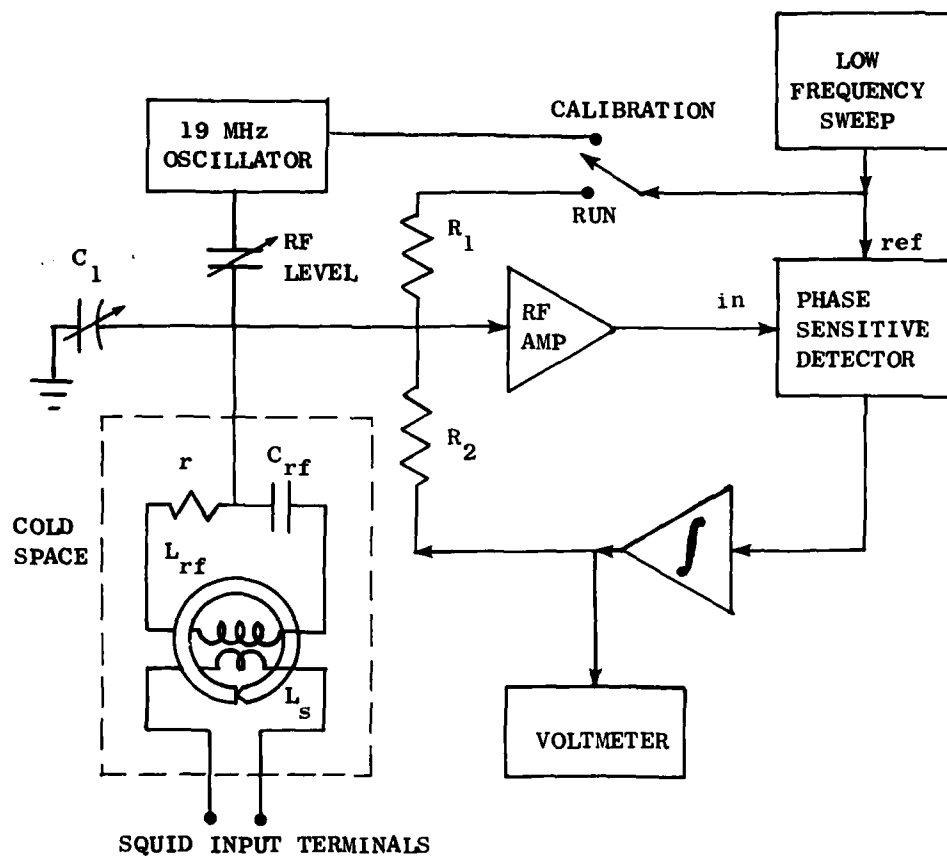 LOW
FREQUENCY
SWEEP
CALIBRATION
19 MHz
OSCILLATOR
RUN
R1
RF
LEVEL
C1
ref
in
RF
AMP
PHASE
SENSITIVE
DETECTOR
R2
r
Crf
COLD
SPACE
Lrf
∫
Ls
VOLTMETER
SQUID INPUT TERMINALS